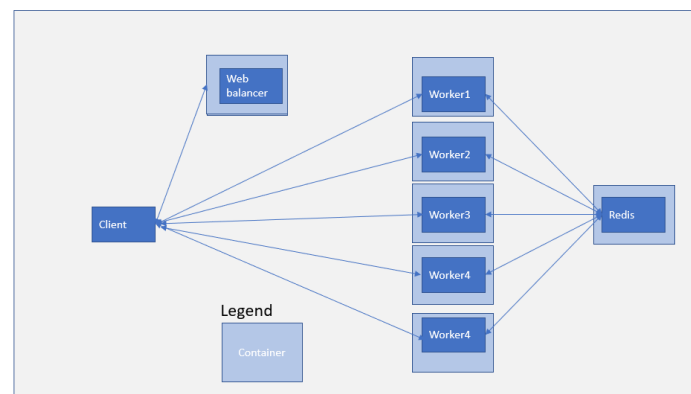 Web
balancer
Worker1
Worker2
Worker3
Client
Redis
Worker4
Legend
Worker4
Container